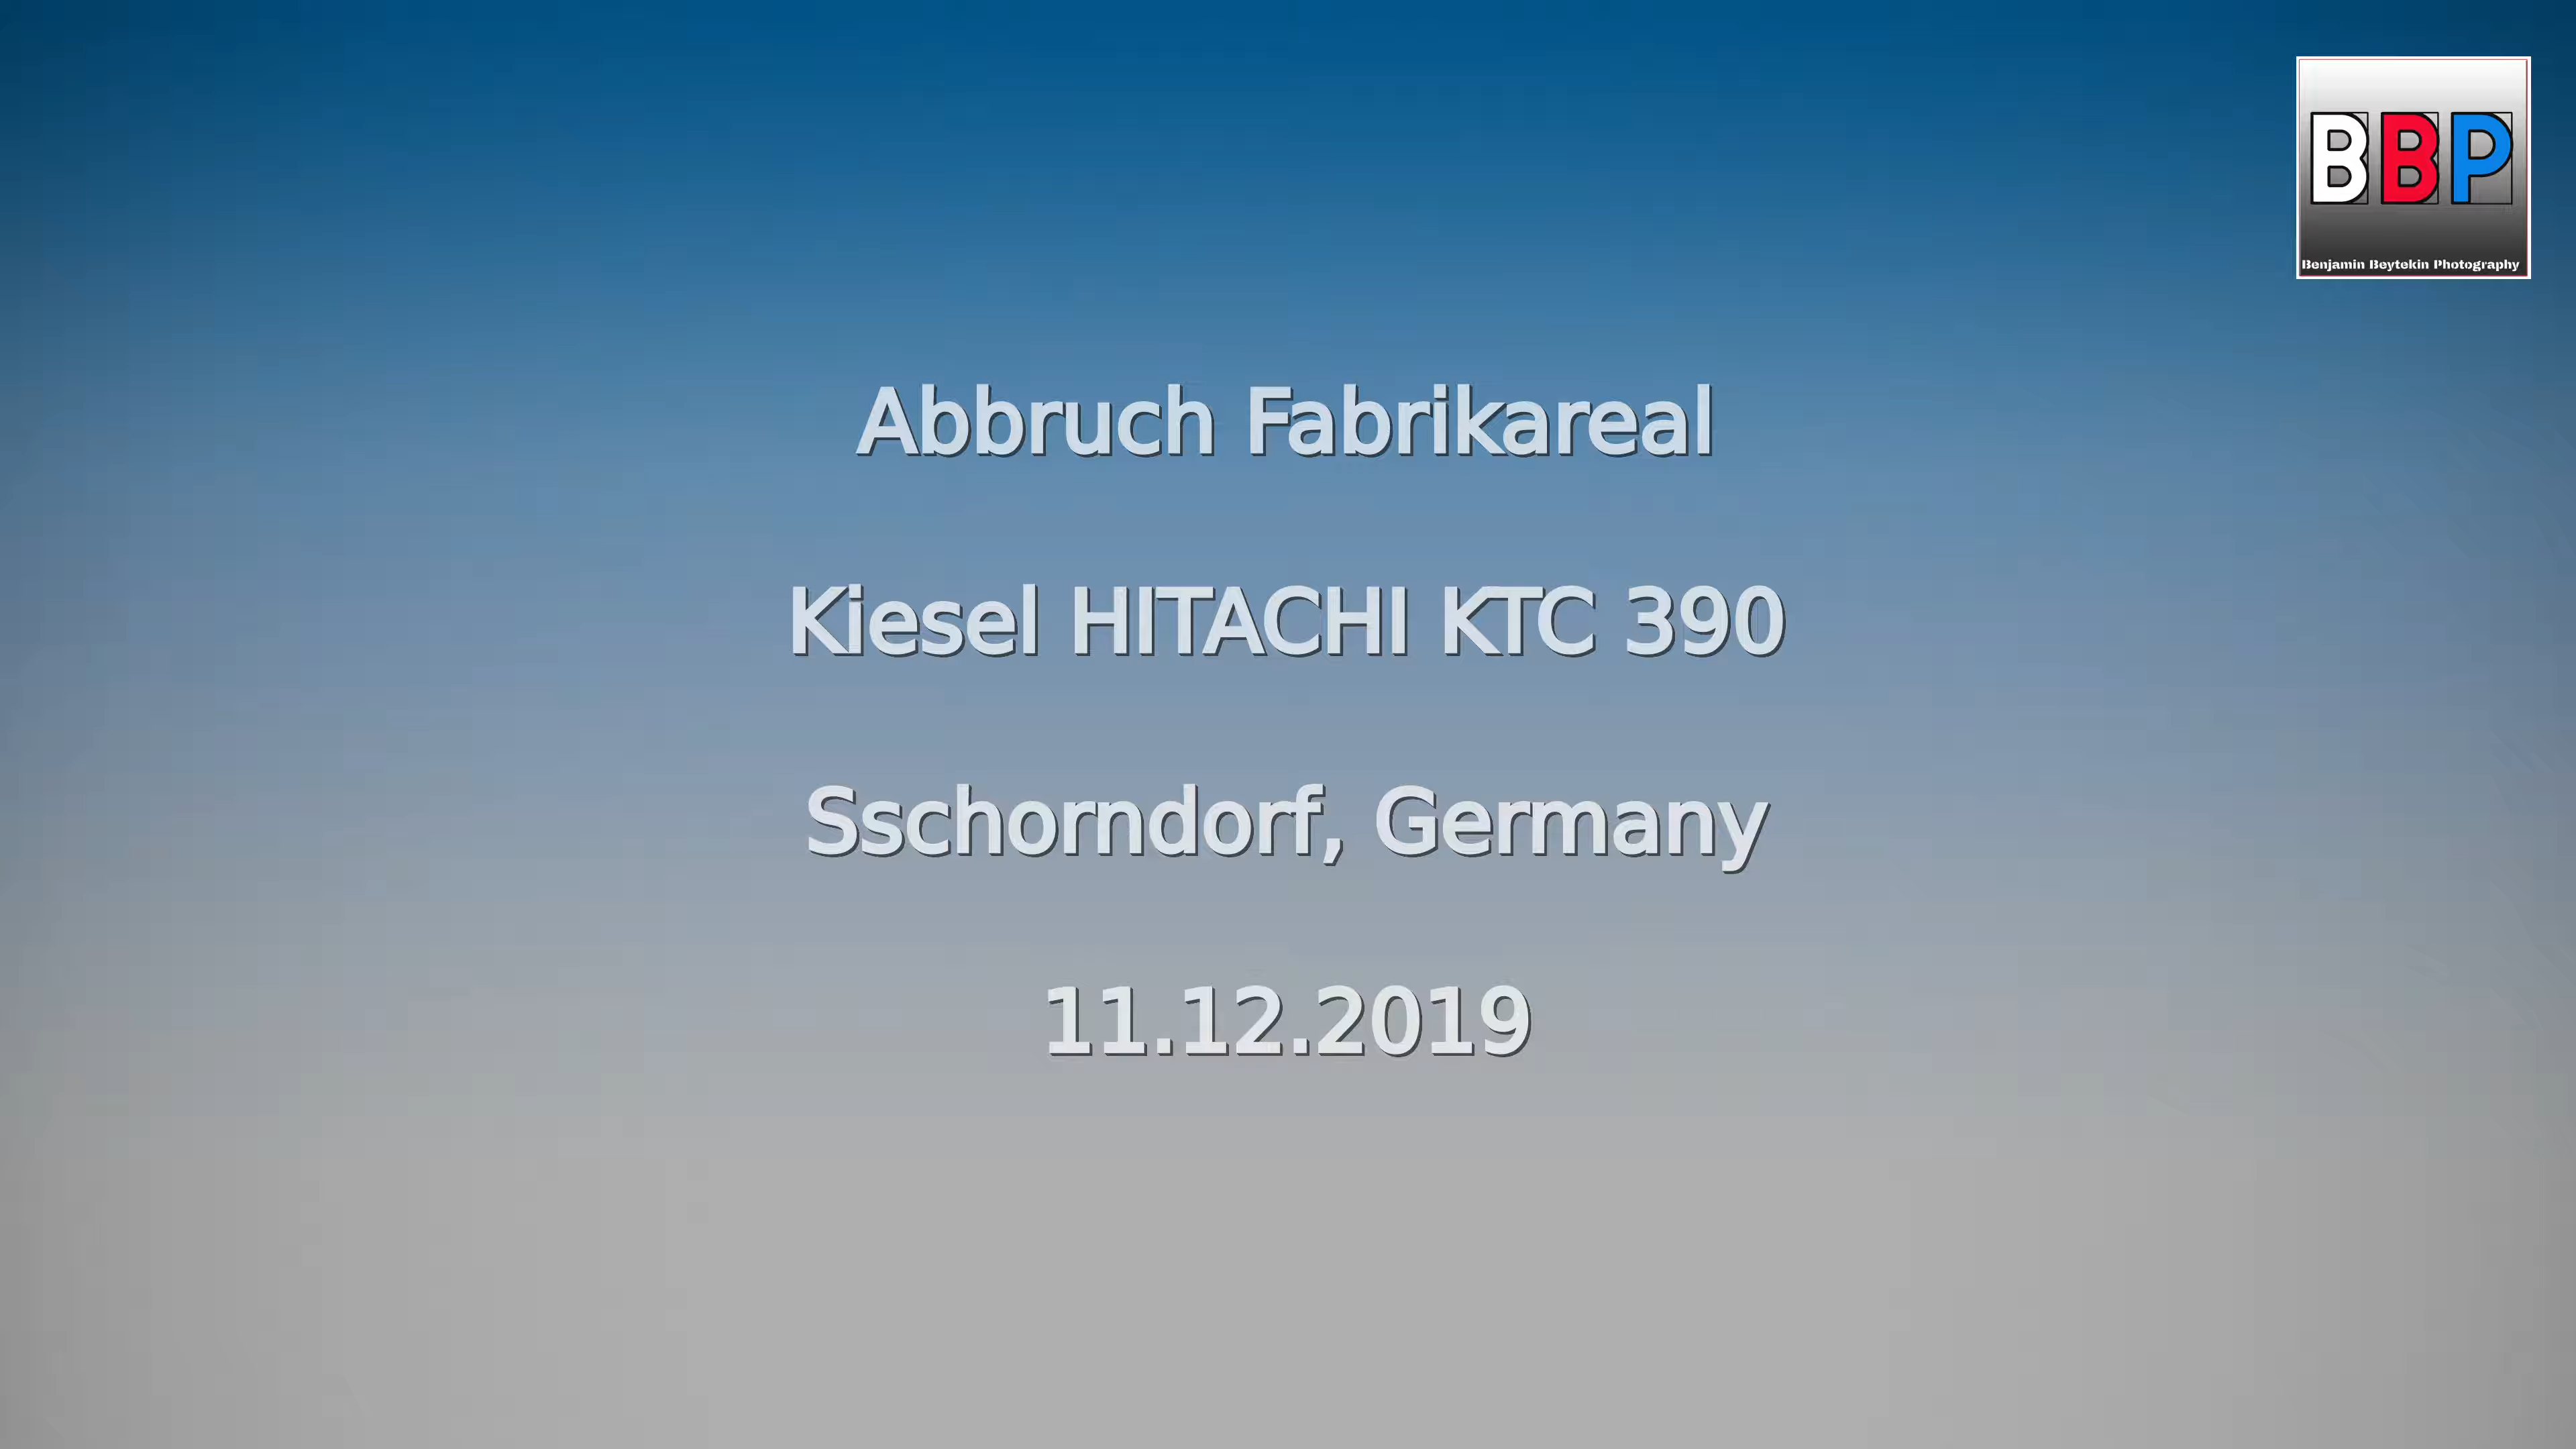 BBP
Benjamin Beytekin Photography
Abbruch Fabrikareal
Kiesel HITACHI KTC 390
Sschorndorf, Germany
11.12.2019